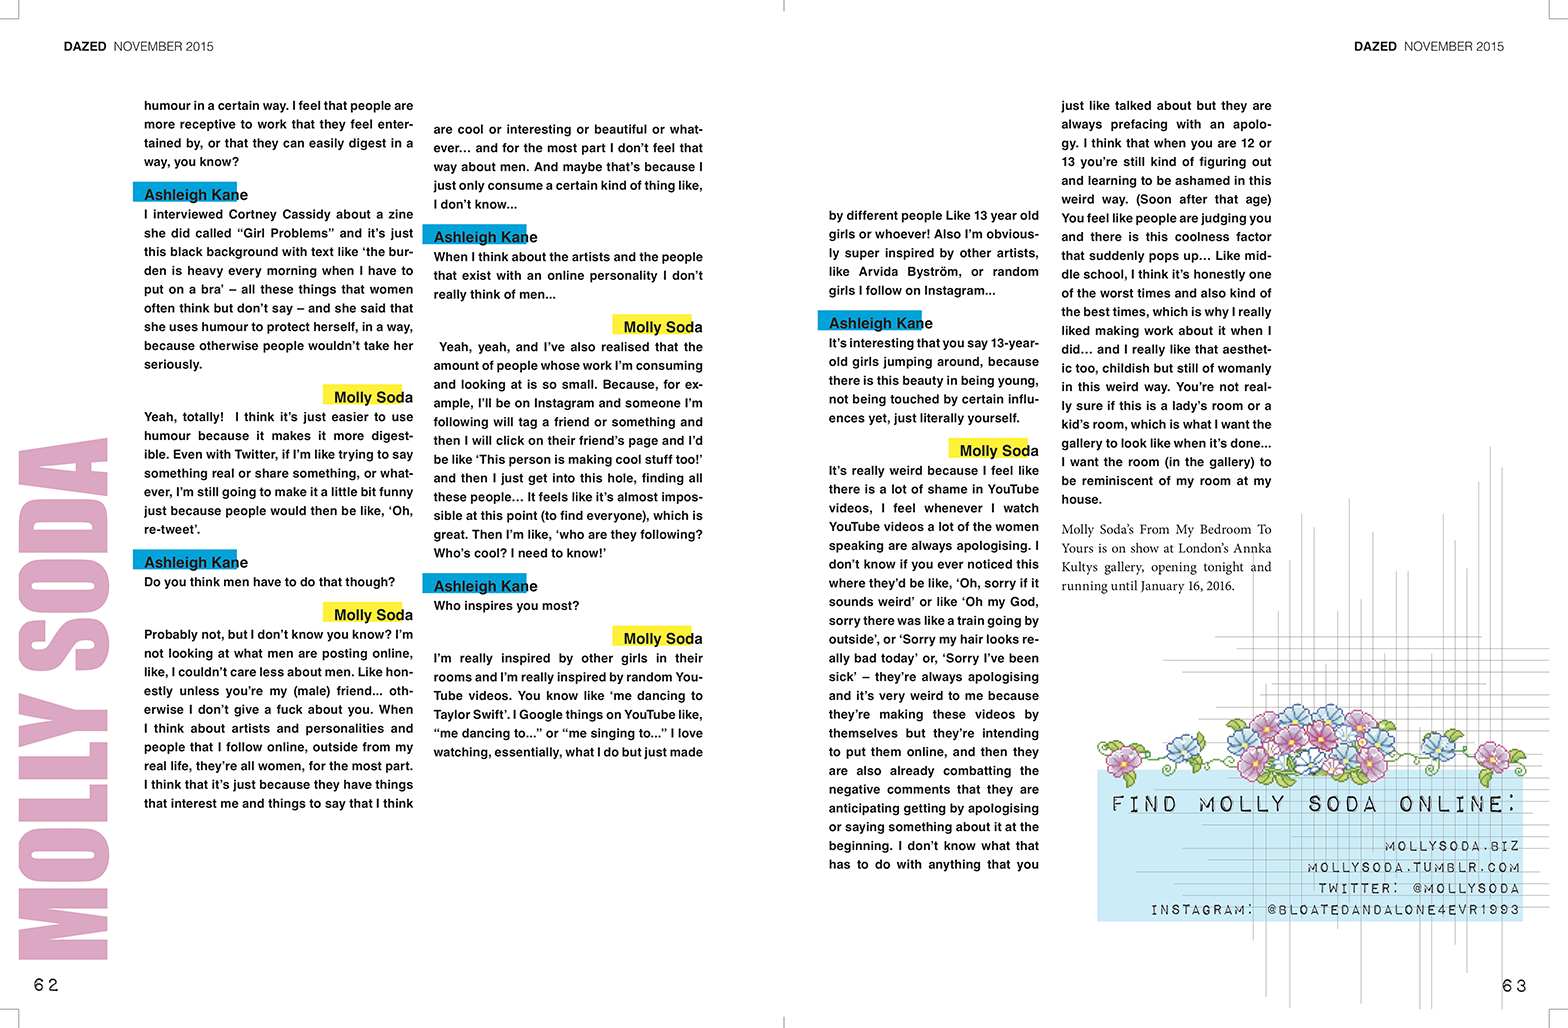 DAZED NOVEMBER 2015
DAZED NOVEMBER 2015
MOLLY SODA
humour in a certain way. I feel that people are
more receptive to work that they feel enter-
tained by, or that they can easily digest in a
way, you know?
Ashleigh Kane
I interviewed Cortney Cassidy about a zine
she did called “Girl Problems” and it’s just
this black background with text like ‘the bur-
den is heavy every morning when I have to
put on a bra’ – all these things that women
often think but don’t say – and she said that
she uses humour to protect herself, in a way,
because otherwise people wouldn’t take her
seriously.
Molly Soda
Yeah, totally! I think it’s just easier to use
humour because it makes it more digest-
ible. Even with Twitter, if I’m like trying to say
something real or share something, or what-
ever, I’m still going to make it a little bit funny
just because people would then be like, ‘Oh,
re-tweet’.
Ashleigh Kane
Do you think men have to do that though?
Molly Soda
Probably not, but I don’t know you know? I’m
not looking at what men are posting online,
like, I couldn’t care less about men. Like hon-
estly unless you’re my (male) friend... oth-
erwise I don’t give a fuck about you. When
I think about artists and personalities and
people that I follow online, outside from my
real life, they’re all women, for the most part.
I think that it’s just because they have things
that interest me and things to say that I think
are cool or interesting or beautiful or what-
ever… and for the most part I don’t feel that
way about men. And maybe that’s because I
just only consume a certain kind of thing like,
I don’t know...
Ashleigh Kane
When I think about the artists and the people
that exist with an online personality I don’t
really think of men...
Molly Soda
Yeah, yeah, and I’ve also realised that the
amount of people whose work I’m consuming
and looking at is so small. Because, for ex-
ample, I’ll be on Instagram and someone I’m
following will tag a friend or something and
then I will click on their friend’s page and I’d
be like ‘This person is making cool stuff too!’
and then I just get into this hole, finding all
these people… It feels like it’s almost impos-
sible at this point (to find everyone), which is
great. Then I’m like, ‘who are they following?
Who’s cool? I need to know!’
Ashleigh Kane
Who inspires you most?
Molly Soda
I’m really inspired by other girls in their
rooms and I’m really inspired by random You-
Tube videos. You know like ‘me dancing to
Taylor Swift’. I Google things on YouTube like,
“me dancing to...” or “me singing to...” I love
watching, essentially, what I do but just made
by different people Like 13 year old
girls or whoever! Also I’m obvious-
ly super inspired by other artists,
like Arvida Byström, or random
girls I follow on Instagram...
Ashleigh Kane
It’s interesting that you say 13-year-
old girls jumping around, because
there is this beauty in being young,
not being touched by certain influ-
ences yet, just literally yourself.
Molly Soda
It’s really weird because I feel like
there is a lot of shame in YouTube
videos, I feel whenever I watch
YouTube videos a lot of the women
speaking are always apologising. I
don’t know if you ever noticed this
where they’d be like, ‘Oh, sorry if it
sounds weird’ or like ‘Oh my God,
sorry there was like a train going by
outside’, or ‘Sorry my hair looks re-
ally bad today’ or, ‘Sorry I’ve been
sick’ – they’re always apologising
and it’s very weird to me because
they’re making these videos by
themselves but they’re intending
to put them online, and then they
are also already combatting the
negative comments that they are
anticipating getting by apologising
or saying something about it at the
beginning. I don’t know what that
has to do with anything that you
just like talked about but they are
always prefacing with an apolo-
gy. I think that when you are 12 or
13 you’re still kind of figuring out
and learning to be ashamed in this
weird way. (Soon after that age)
You feel like people are judging you
and there is this coolness factor
that suddenly pops up… Like mid-
dle school, I think it’s honestly one
of the worst times and also kind of
the best times, which is why I really
liked making work about it when I
did… and I really like that aesthet-
ic too, childish but still of womanly
in this weird way. You’re not real-
ly sure if this is a lady’s room or a
kid’s room, which is what I want the
gallery to look like when it’s done...
I want the room (in the gallery) to
be reminiscent of my room at my
house.
Molly Soda’s From My Bedroom To
Yours is on show at London’s Annka
Kultys gallery, opening tonight and
running until January 16, 2016.
FIND MOLLY SODA ONLINE:
MOLLYSODA.BIZ
MOLLYSODA.TUMBLR.COM
TWITTER: @MOLLYSODA
INSTAGRAM: @BLOATEDANDALONE4EVR1993
62
63